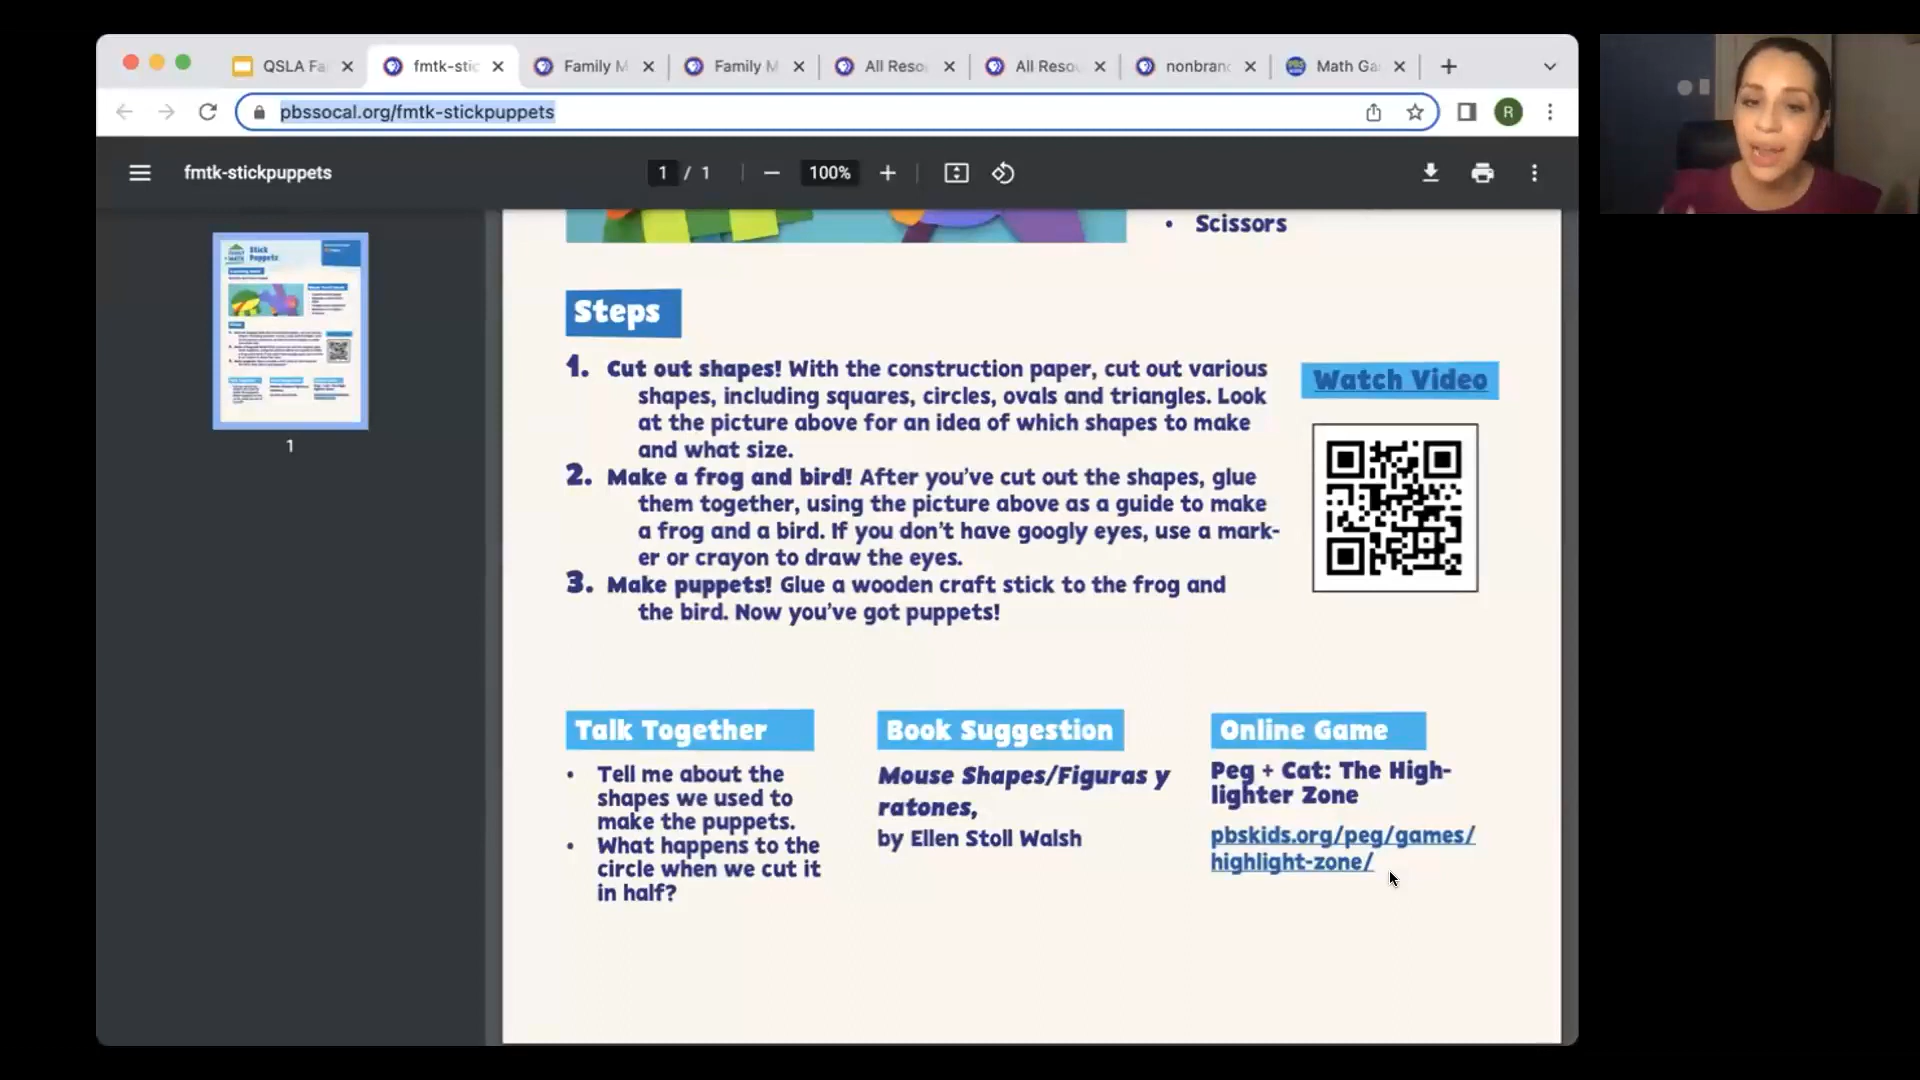 QSLA Fa
fmtk-stic
Family M
Family M
All Reso
All Resou
nonbranc
Math Ga
pbssocal.org/fmtk-stickpuppets
R
fmtk-stickpuppets
1 / 1
100%
Stick
Puppets
1
• Scissors
Steps
1. Cut out shapes! With the construction paper, cut out various
shapes, including squares, circles, ovals and triangles. Look
at the picture above for an idea of which shapes to make
and what size.
2. Make a frog and bird! After you've cut out the shapes, glue
them together, using the picture above as a guide to make
a frog and a bird. If you don't have googly eyes, use a mark-
er or crayon to draw the eyes.
3. Make puppets! Glue a wooden craft stick to the frog and
the bird. Now you've got puppets!
Watch Video
Talk Together
• Tell me about the
shapes we used to
make the puppets.
• What happens to the
circle when we cut it
in half?
Book Suggestion
Mouse Shapes/Figuras y
ratones,
by Ellen Stoll Walsh
Online Game
Peg + Cat: The High-
lighter Zone
pbskids.org/peg/games/
highlight-zone/